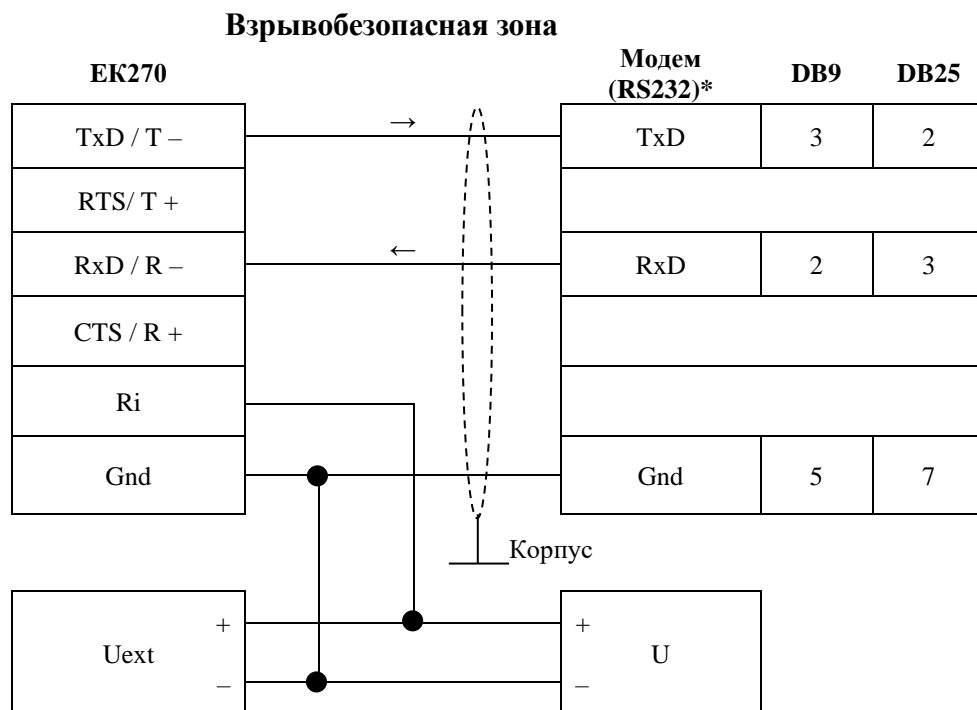 Взрывобезопасная зона
ЕК270
Модем
(RS232)*
DB9
DB25
TxD / T –
→
TxD
3
2
RTS/ T +
RxD / R –
←
RxD
2
3
CTS / R +
Ri
Gnd
Gnd
5
7
Корпус
Uext
+
–
+
–
U